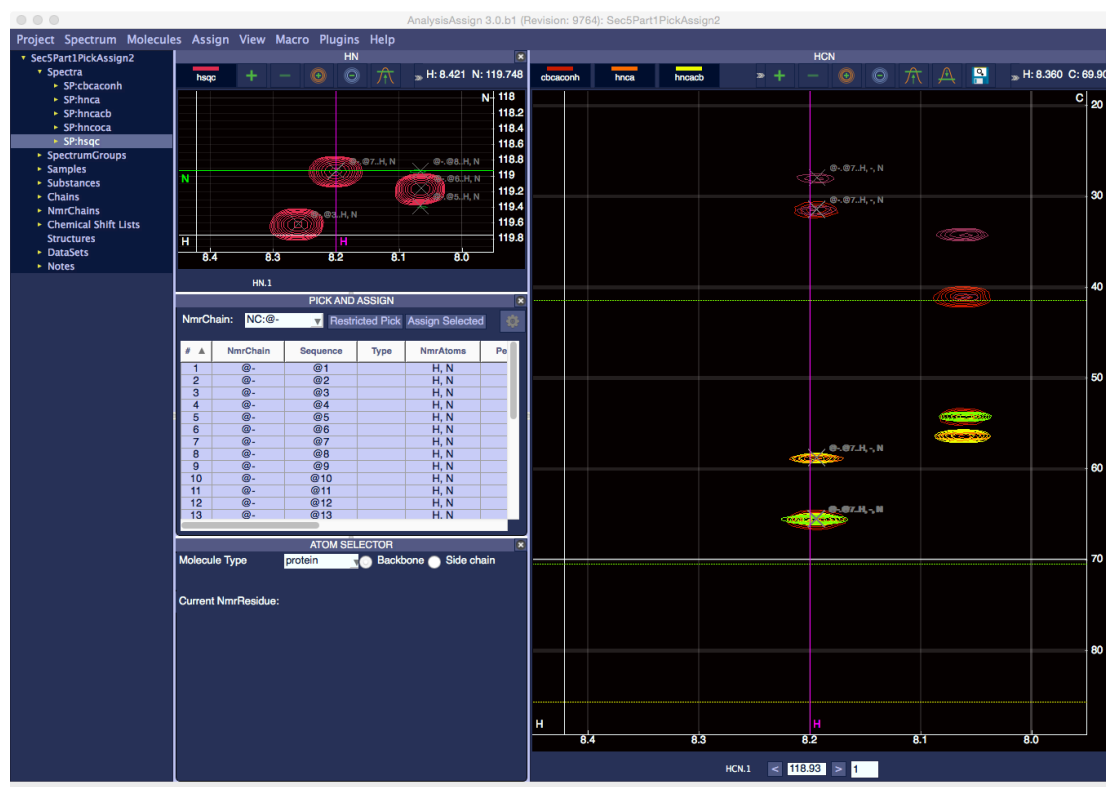 AnalysisAssign 3.0.b1 (Revision: 9764): Sec5Part1PickAssign2
Project Spectrum Molecules Assign View Macro Plugins Help
Sec5Part1PickAssign2
Spectra
SP:cbcaconh
SP:hnca
SP:hncacb
SP:hncoca
SP:hsqc
SpectrumGroups
Samples
Substances
Chains
NmrChains
Chemical Shift Lists
Structures
DataSets
Notes
HN
hsqc
H: 8.421 N: 119.748
N
118
118.2
118.4
118.6
118.8
119
119.2
119.4
119.6
119.8
@-.@7..H, N
@-.@8..H, N
@-.@6..H, N
@-.@5..H, N
@-.@3..H, N
N
H
H
8.4 8.3 8.2 8.1 8.0
HN.1
PICK AND ASSIGN
NmrChain: NC:@- Restricted Pick Assign Selected
# NmrChain Sequence Type NmrAtoms Pe
1 @- @1 H, N
2 @- @2 H, N
3 @- @3 H, N
4 @- @4 H, N
5 @- @5 H, N
6 @- @6 H, N
7 @- @7 H, N
8 @- @8 H, N
9 @- @9 H, N
10 @- @10 H, N
11 @- @11 H, N
12 @- @12 H, N
13 @- @13 H, N
ATOM SELECTOR
Molecule Type protein Backbone Side chain
Current NmrResidue:
HCN
cbcaconh hnca hncacb
H: 8.360 C: 69.90
C
20
30
40
50
60
70
80
@-.@7..H, -, N
@-.@7..H, -, N
@-.@7..H, -, N
@-.@7..H, -, N
H
H
8.4 8.3 8.2 8.1 8.0
HCN.1 < 118.93 > 1